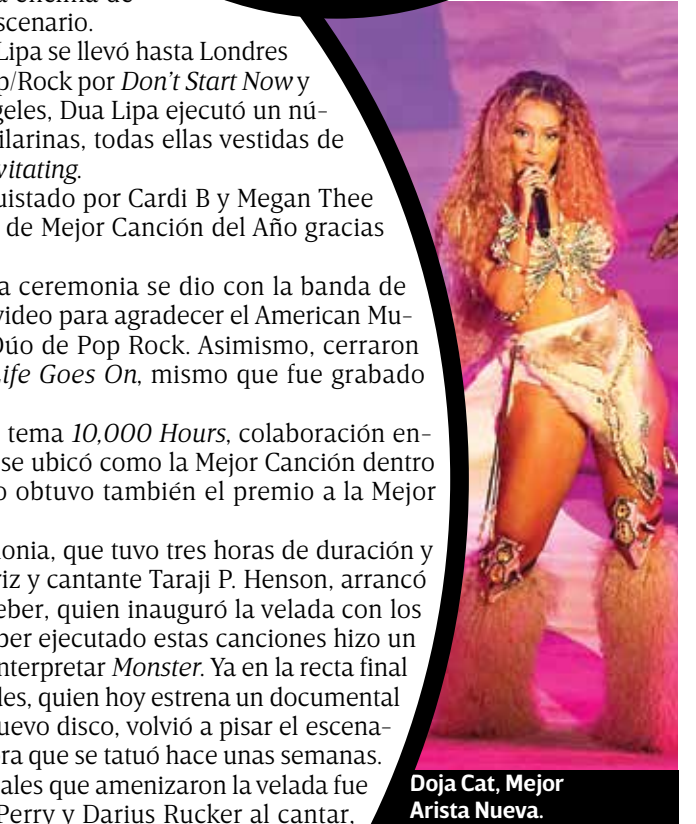 scenario.
Lipa se llevó hasta Londres
p/Rock por Don't Start Now y
geles, Dua Lipa ejecutó un nú-
ilarinas, todas ellas vestidas de
vitating.
uistado por Cardi B y Megan Thee
de Mejor Canción del Año gracias
a ceremonia se dio con la banda de
video para agradecer el American Mu-
Dúo de Pop Rock. Asimismo, cerraron
ife Goes On, mismo que fue grabado
tema 10,000 Hours, colaboración en-
se ubicó como la Mejor Canción dentro
o obtuvo también el premio a la Mejor
onia, que tuvo tres horas de duración y
riz y cantante Taraji P. Henson, arrancó
eber, quien inauguró la velada con los
ber ejecutado estas canciones hizo un
nterpretar Monster. Ya en la recta final
les, quien hoy estrena un documental
uevo disco, volvió a pisar el escena-
ra que se tatuó hace unas semanas.
ales que amenizaron la velada fue
Perry y Darius Rucker al cantar,
Doja Cat, Mejor
Arista Nueva.